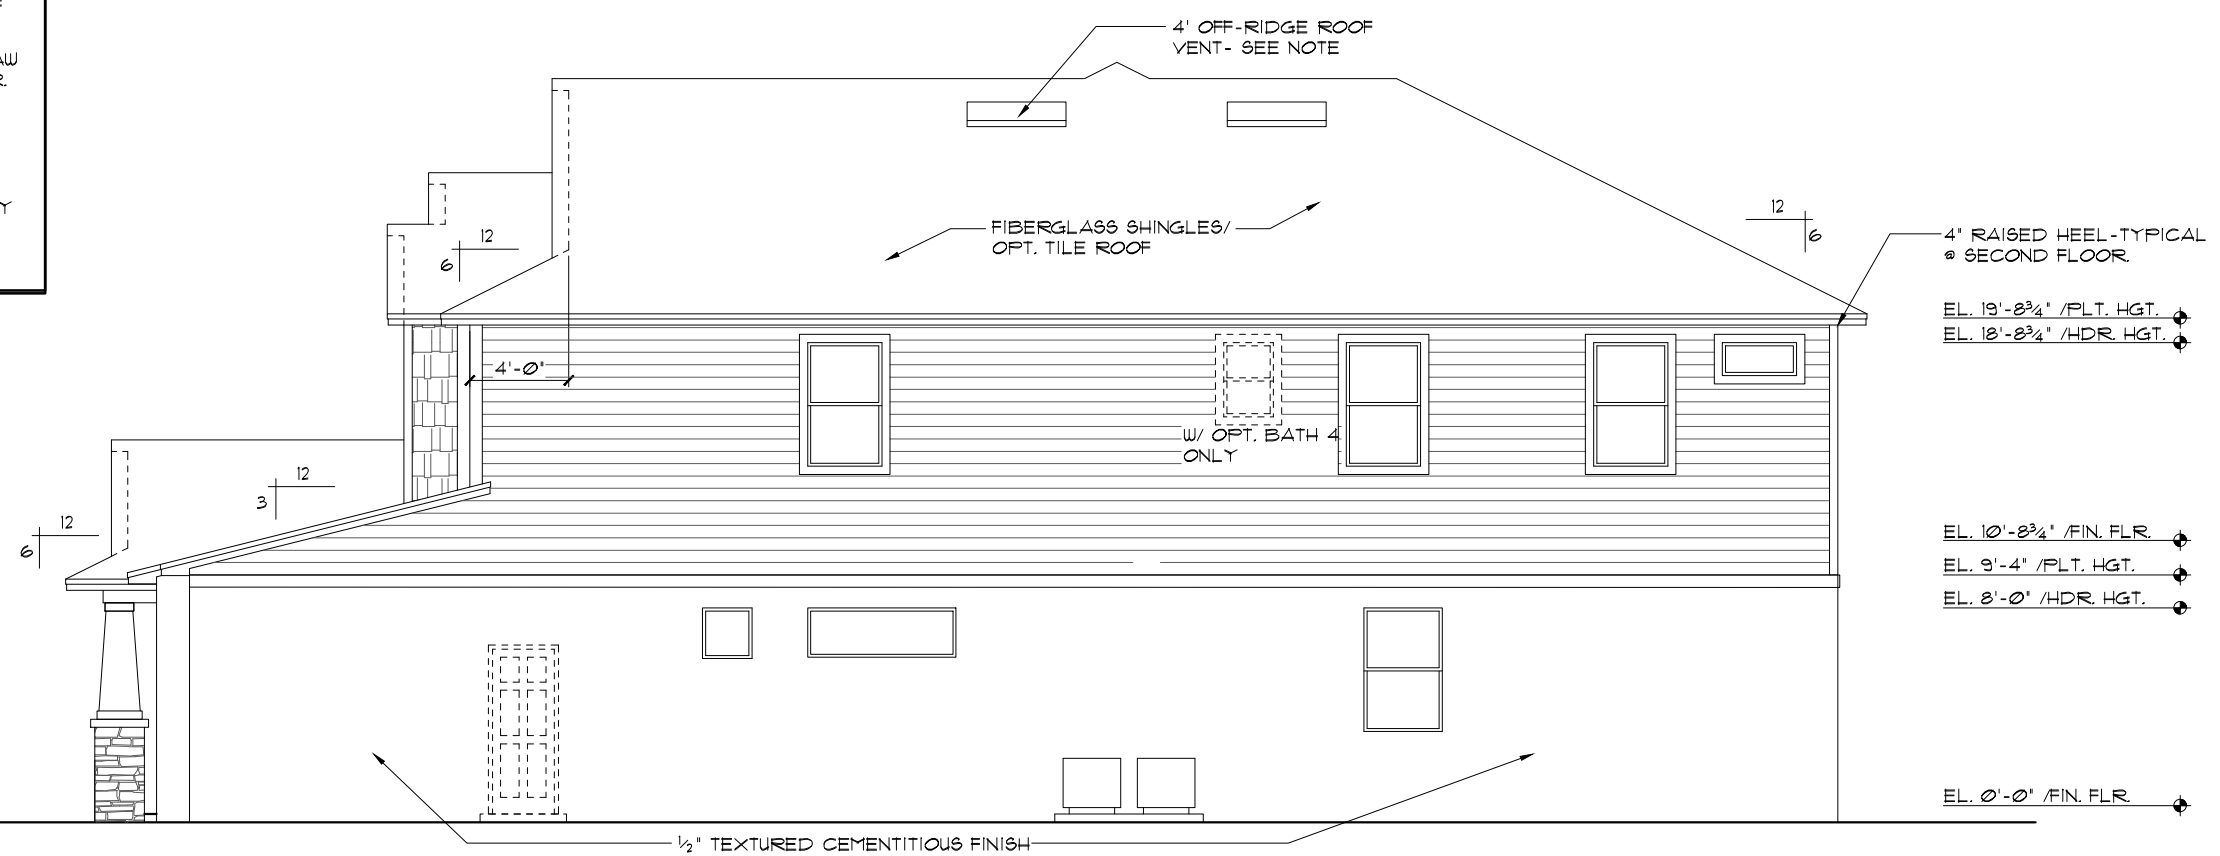 AW
R.
Y
4' OFF-RIDGE ROOF
VENT- SEE NOTE
12
6
FIBERGLASS SHINGLES/
OPT. TILE ROOF
12
6
4" RAISED HEEL-TYPICAL
@ SECOND FLOOR.
EL. 19'-8¾" /PLT. HGT.
EL. 18'-8¾" /HDR. HGT.
4'-0"
W/ OPT. BATH 4
ONLY
12
3
12
6
EL. 10'-8¾" /FIN. FLR.
EL. 9'-4" /PLT. HGT.
EL. 8'-0" /HDR. HGT.
EL. 0'-0" /FIN. FLR.
½" TEXTURED CEMENTITIOUS FINISH